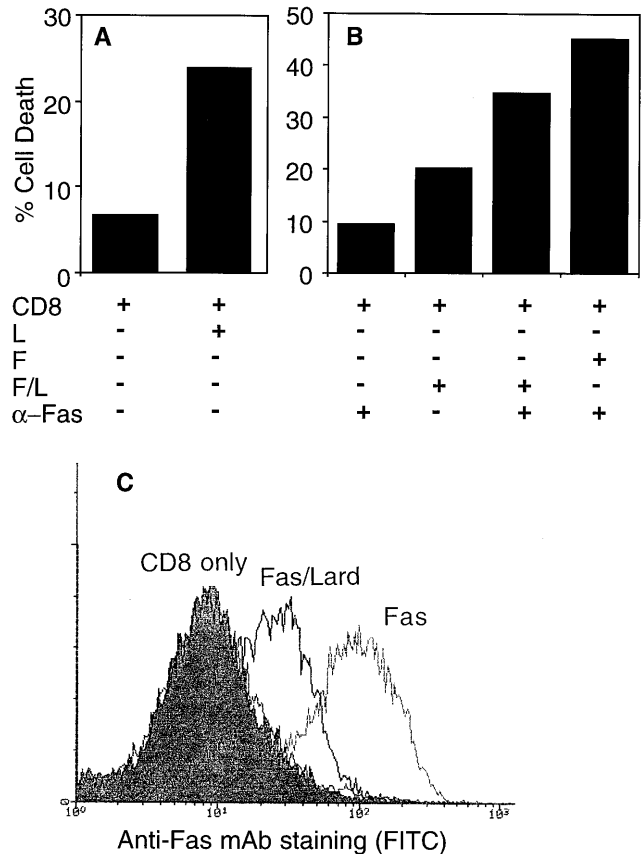 A
B
% Cell Death
30
20
10
0
50
40
30
20
10
0
CD8 + + + + + +
L - + - - - -
F - - - - - +
F/L - - - + + -
α-Fas - - + - + +
C
CD8 only
Fas/Lard
Fas
0
10⁰ 10¹ 10² 10³
Anti-Fas mAb staining (FITC)